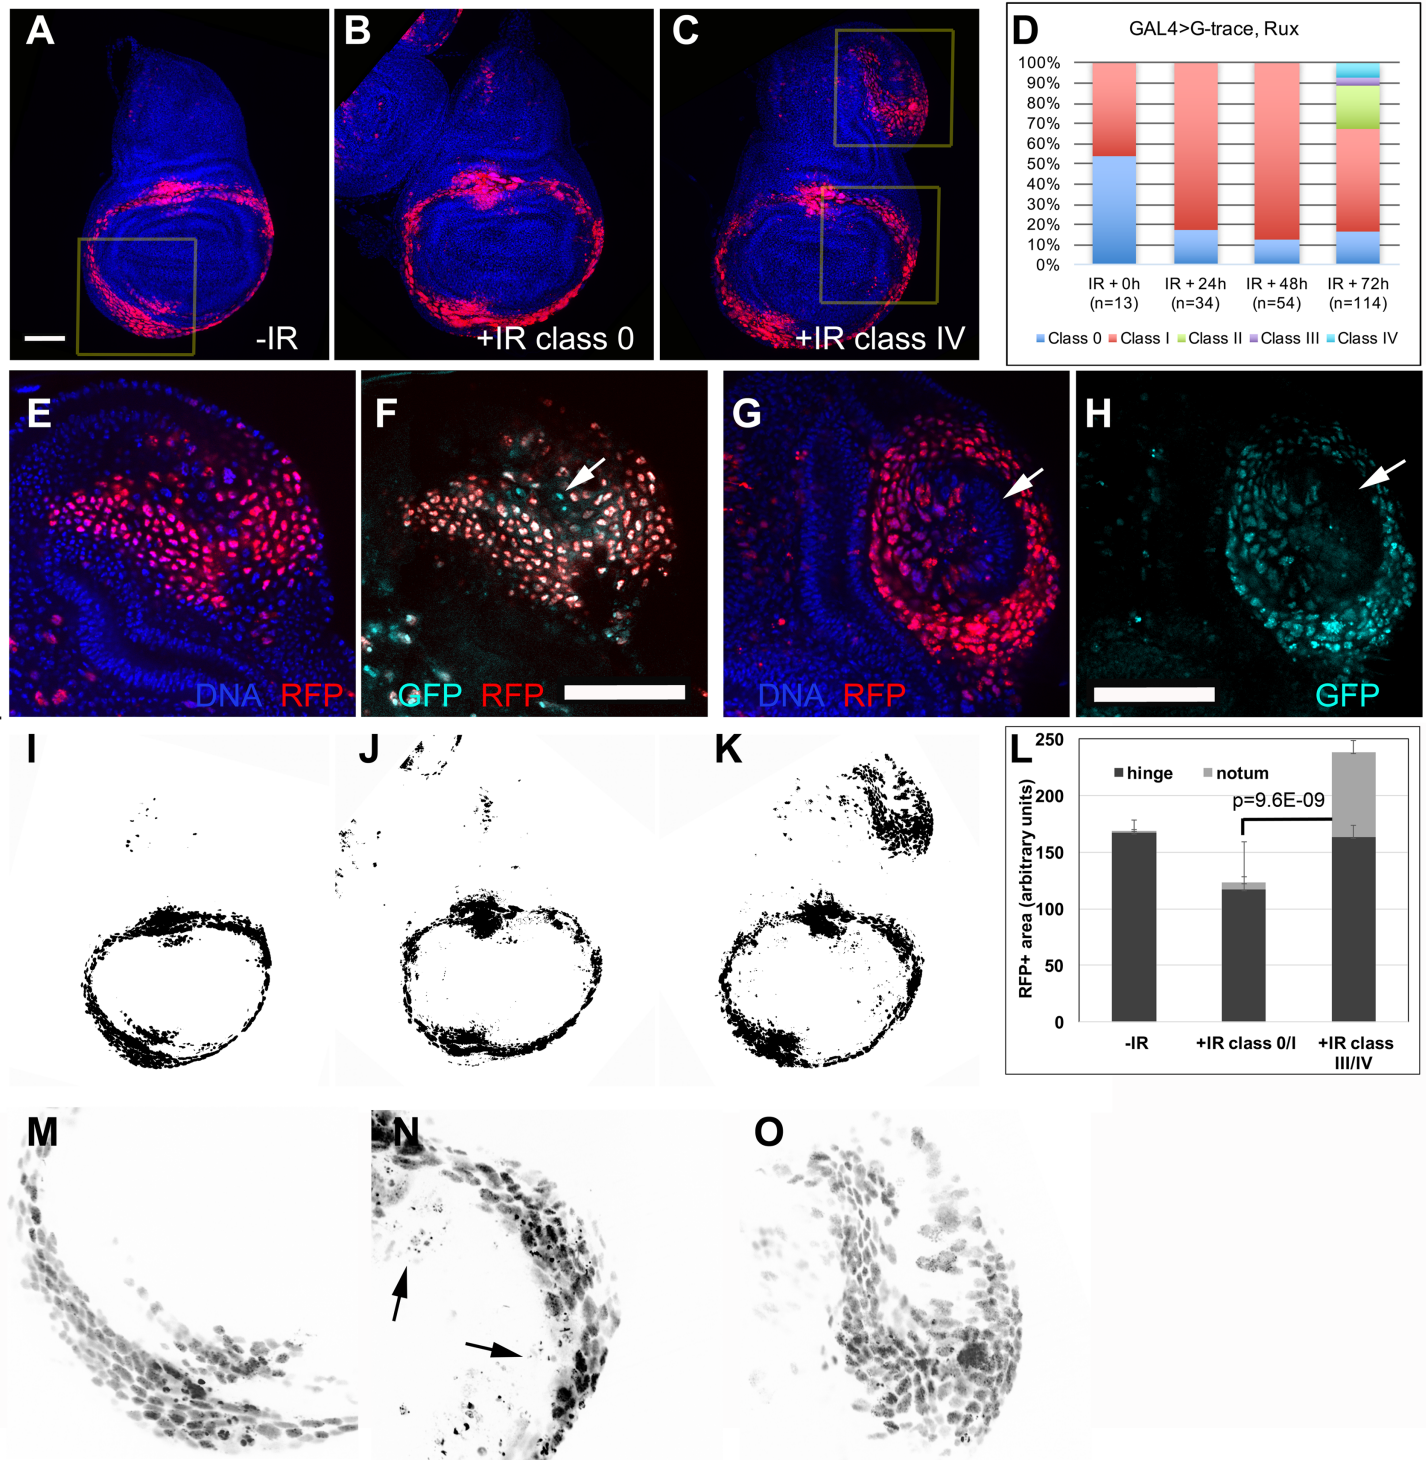 A
-IR
B
+IR class 0
C
+IR class IV
D
GAL4>G-trace, Rux
100%
90%
80%
70%
60%
50%
40%
30%
20%
10%
0%
IR + 0h
(n=13)
IR + 24h
(n=34)
IR + 48h
(n=54)
IR + 72h
(n=114)
Class 0 Class I Class II Class III Class IV
E
DNA RFP
F
GFP RFP
G
DNA RFP
H
GFP
I
J
K
L
250
200
150
100
50
0
RFP+ area (arbitrary units)
hinge notum
p=9.6E-09
-IR
+IR class 0/I
+IR class
III/IV
M
N
O